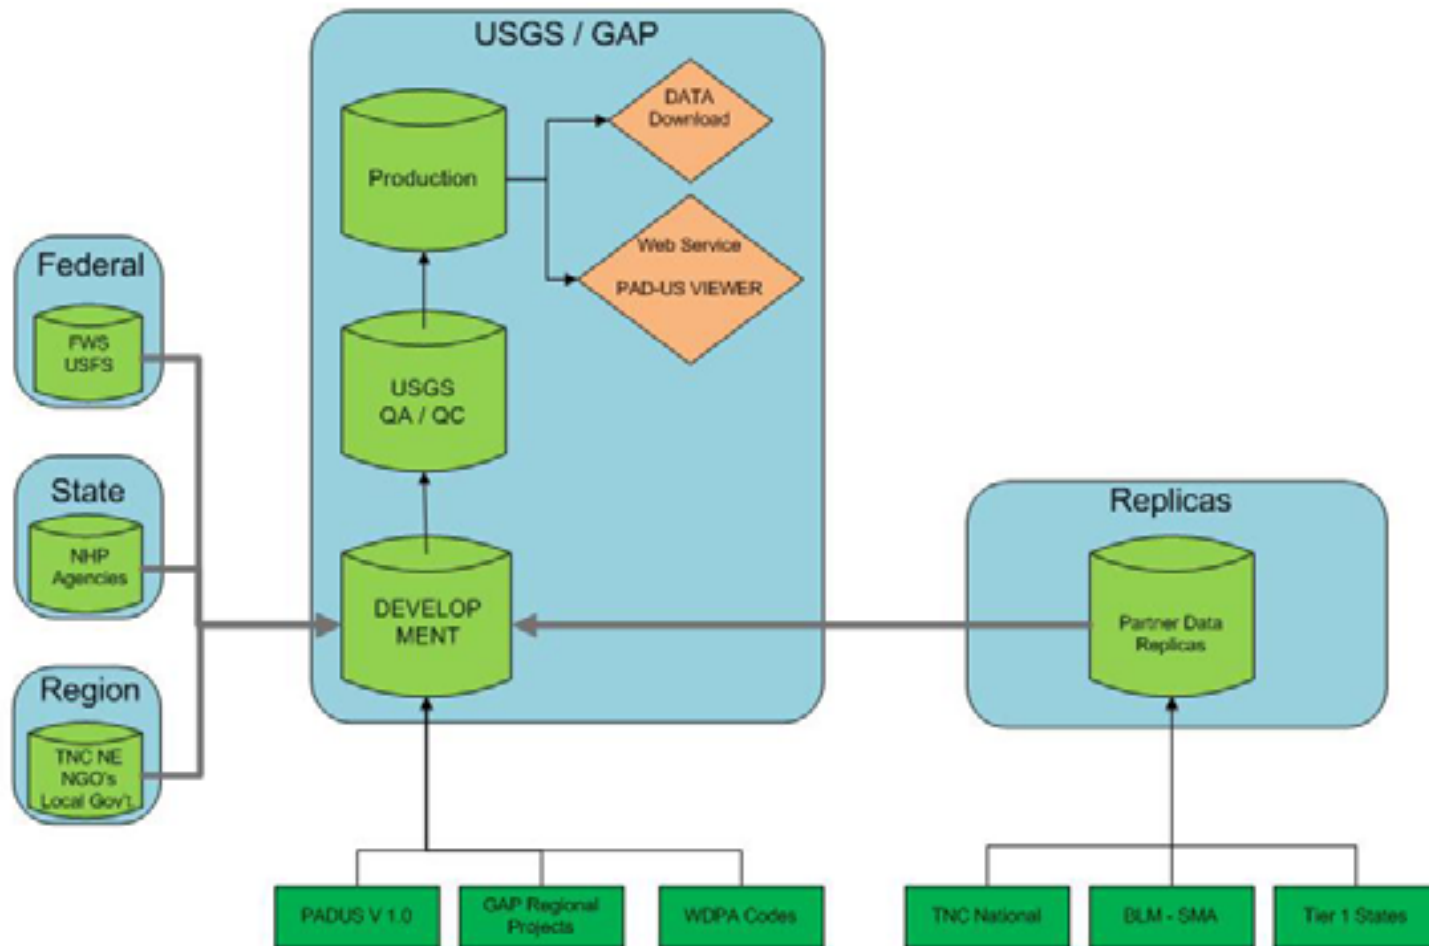 USGS / GAP
DATA
Download
Production
Web Service
PAD-US VIEWER
Federal
FWS
USFS
USGS
QA / QC
State
NHP
Agencies
Replicas
DEVELOP
MENT
Partner Data
Replicas
Region
TNC NE
NGO's
Local Gov't.
PADUS V 1.0
GAP Regional
Projects
WDPA Codes
TNC National
BLM - SMA
Tier 1 States